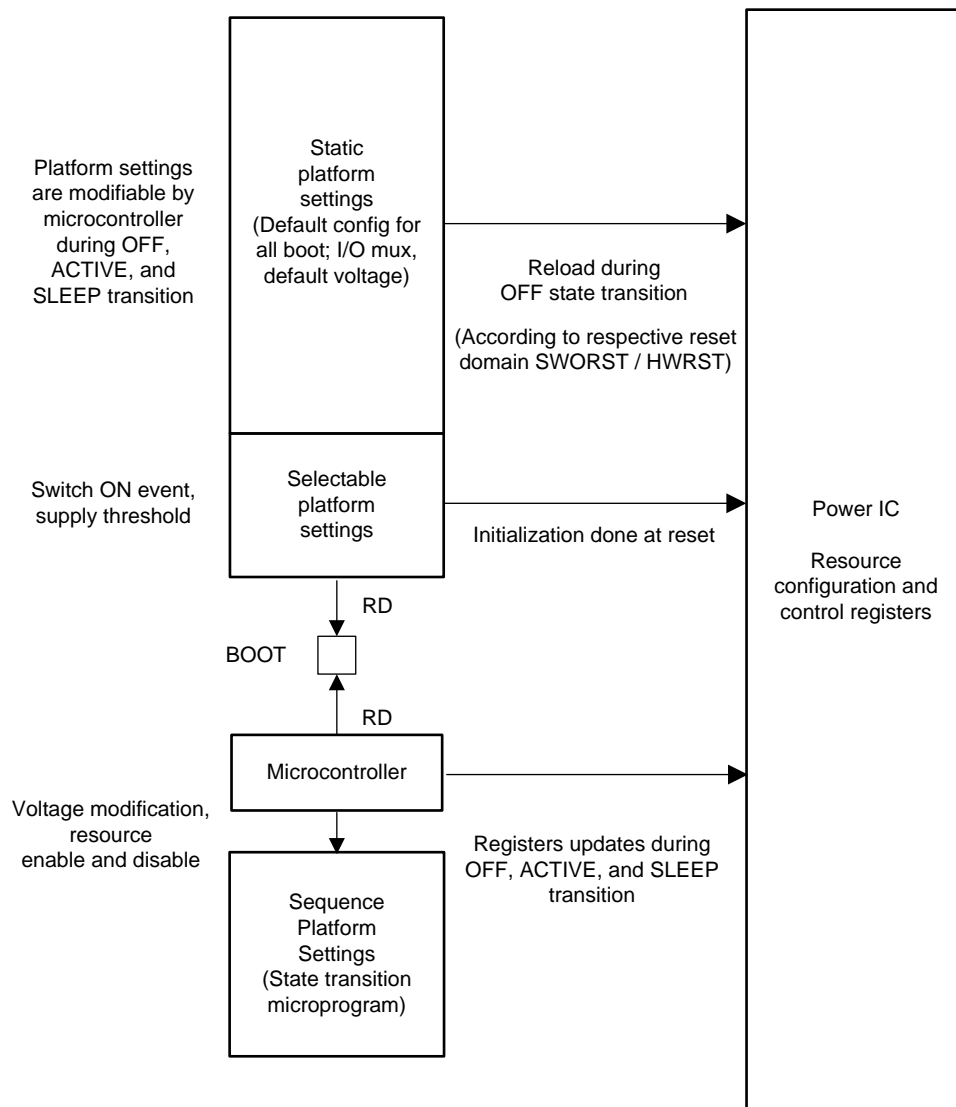 Platform settings
are modifiable by
microcontroller
during OFF,
ACTIVE, and
SLEEP transition
Static
platform
settings
(Default config for
all boot; I/O mux,
default voltage)
Reload during
OFF state transition
(According to respective reset
domain SWORST / HWRST)
Switch ON event,
supply threshold
Selectable
platform
settings
Initialization done at reset
Power IC
Resource
configuration and
control registers
RD
BOOT
RD
Microcontroller
Voltage modification,
resource
enable and disable
Registers updates during
OFF, ACTIVE, and SLEEP
transition
Sequence
Platform
Settings
(State transition
microprogram)